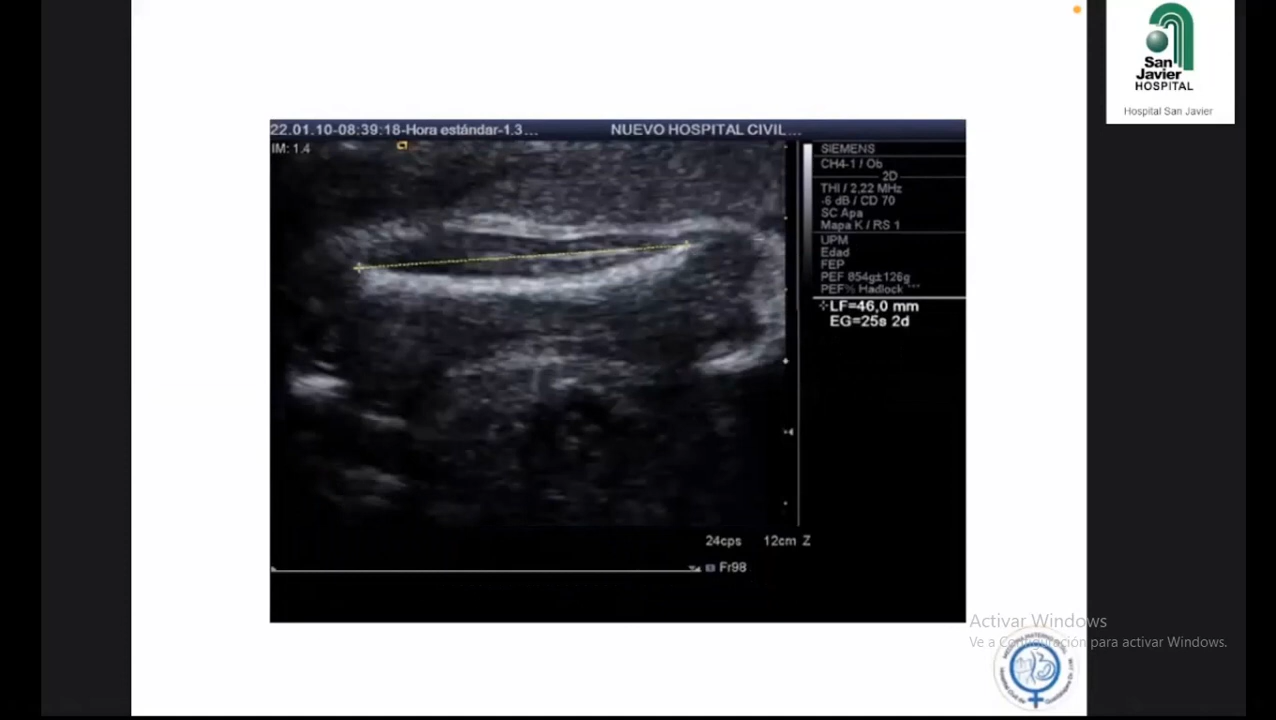 San
Javier
HOSPITAL
Hospital San Javier
22.01.10-08:39:18-Hora estándar-1.3...
NUEVO HOSPITAL CIVIL...
IM: 1.4
SIEMENS
CH4-1 / Ob
2D
THI / 2,22 MHz
-6 dB / CD 70
SC Apa
Mapa K / RS 1
UPM
Edad
FEP
PEF 854g±126g
PEF% Hadlock ***
LF=46,0 mm
EG=25s 2d
24cps
12cm Z
Fr98
Activar Windows
Ve a Configuración para activar Windows.